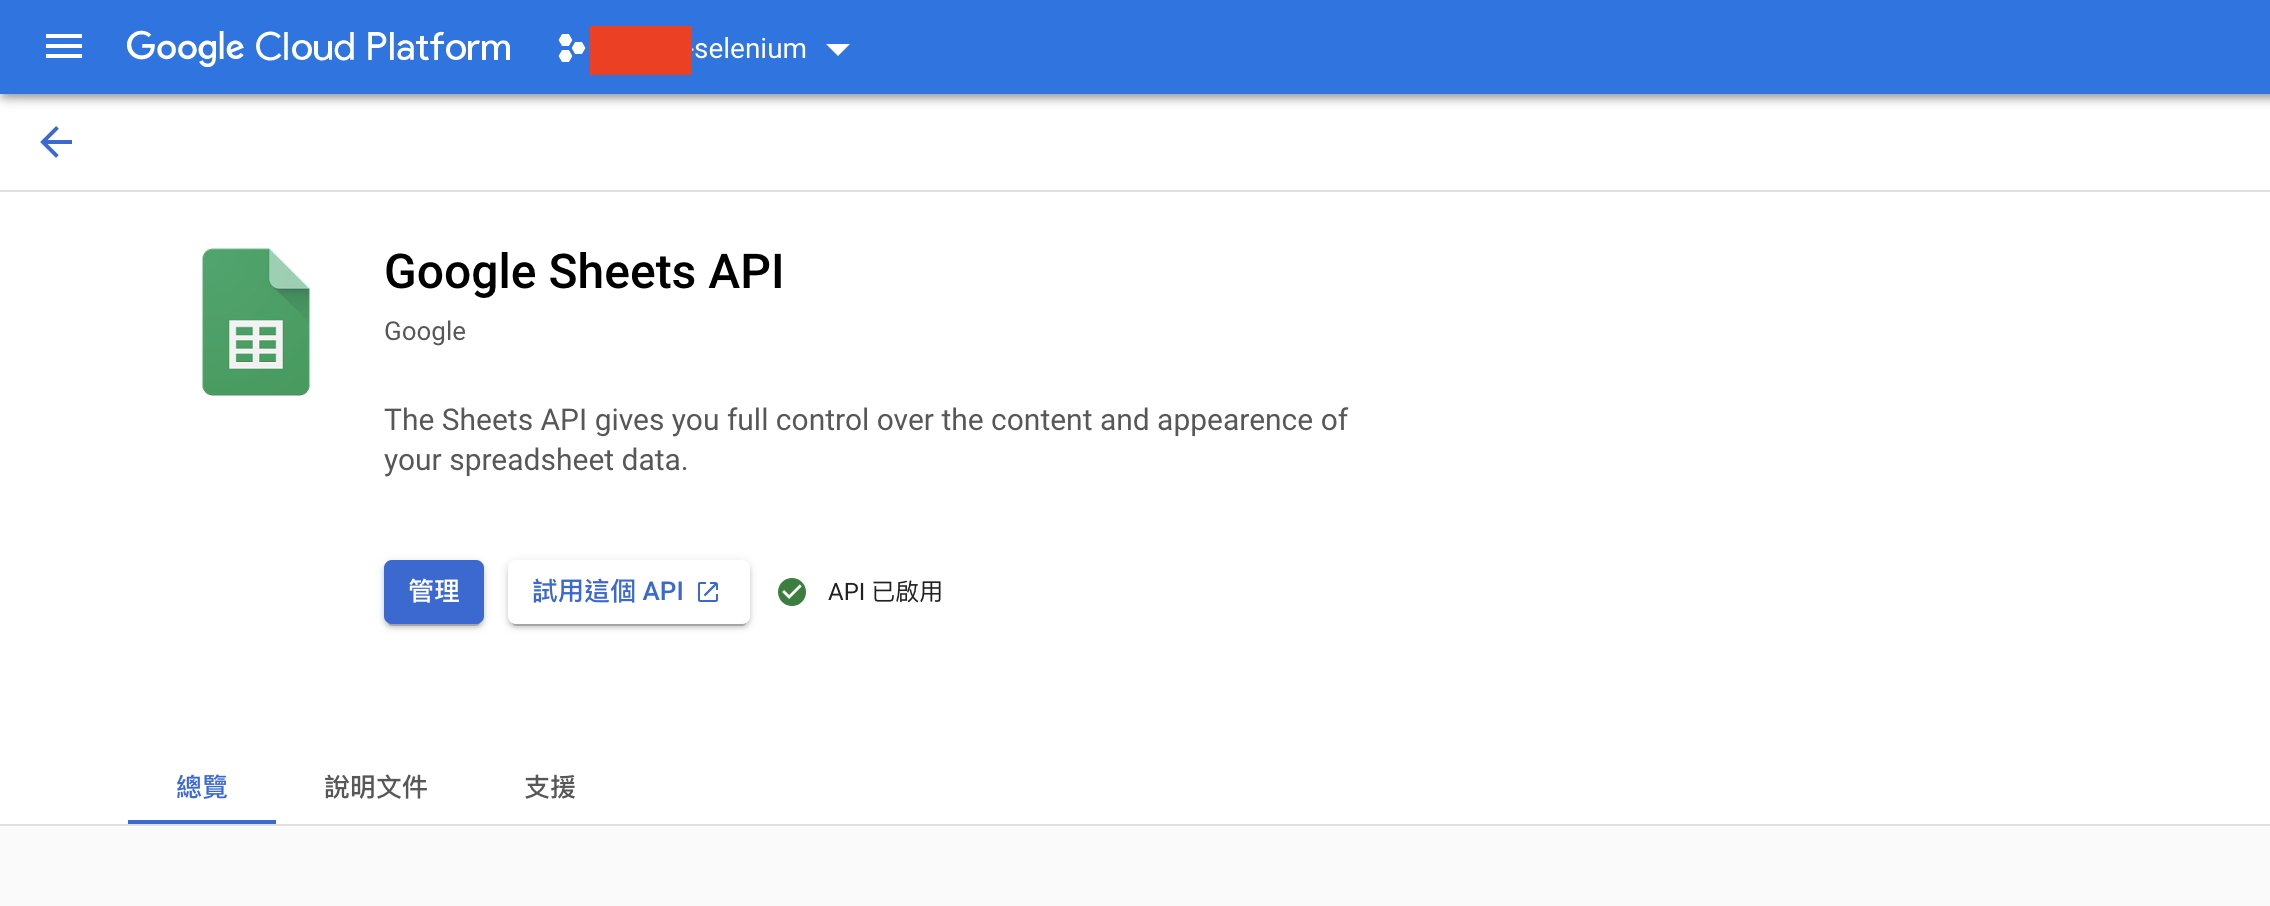 Google Cloud Platform
-selenium
Google Sheets API
Google
The Sheets API gives you full control over the content and appearence of
your spreadsheet data.
管理
試用這個 API
API 已啟用
總覽
說明文件
支援